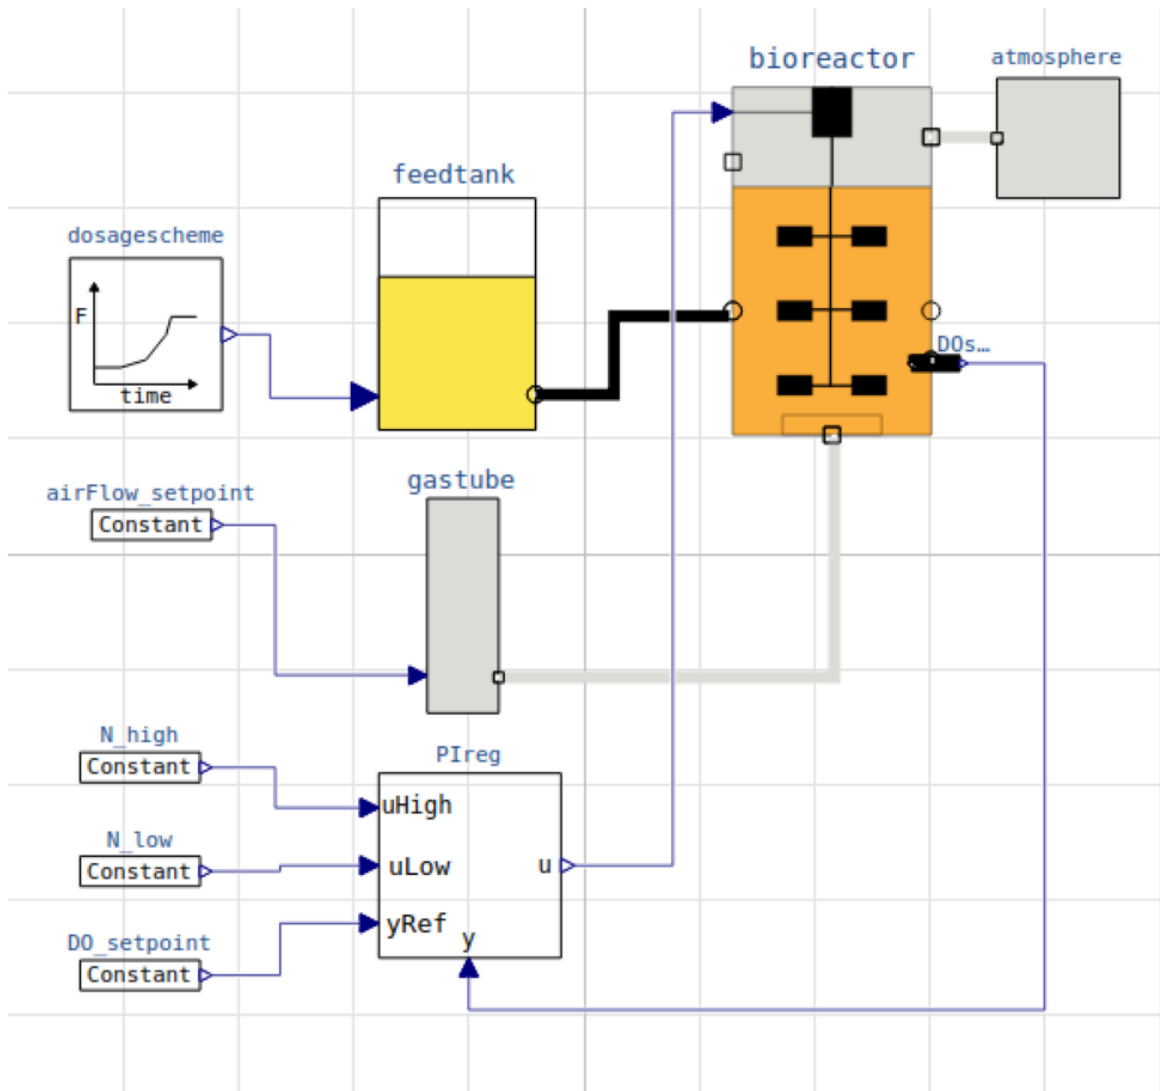 bioreactor
atmosphere
feedtank
dosagescheme
F
time
DOs…
airFlow_setpoint
Constant
gastube
N_high
Constant
PIreg
uHigh
N_low
Constant
uLow
u
yRef
y
DO_setpoint
Constant